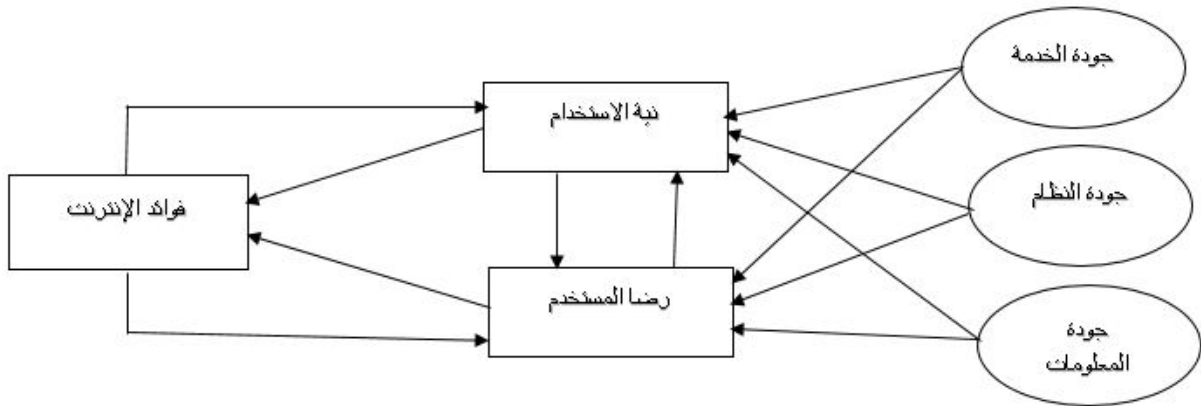 جودة الخدمة
نية الاستخدام
جودة النظام
فوائد الإنترنت
رضا المستخدم
جودة
المعلومات